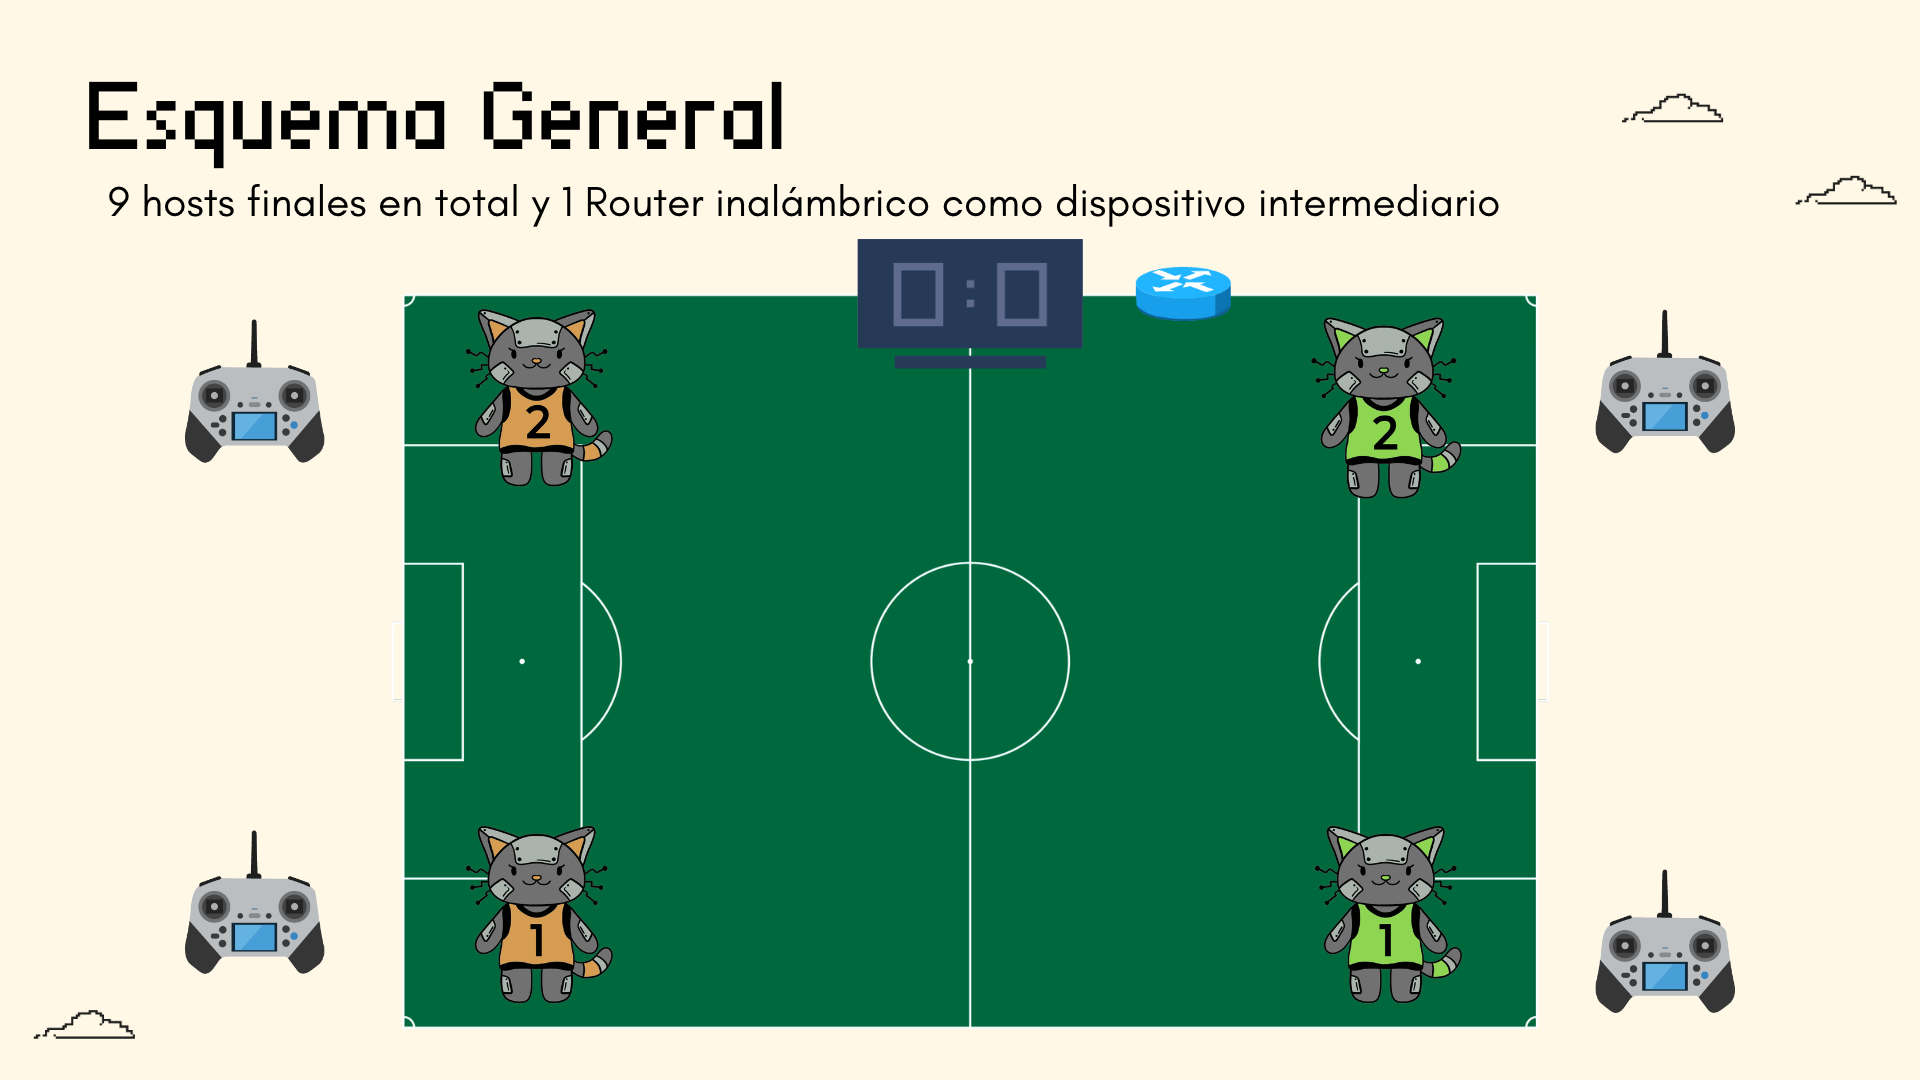 Esquema General
9 hosts finales en total y 1 Router inalámbrico como dispositivo intermediario
0:0
2
2
1
1